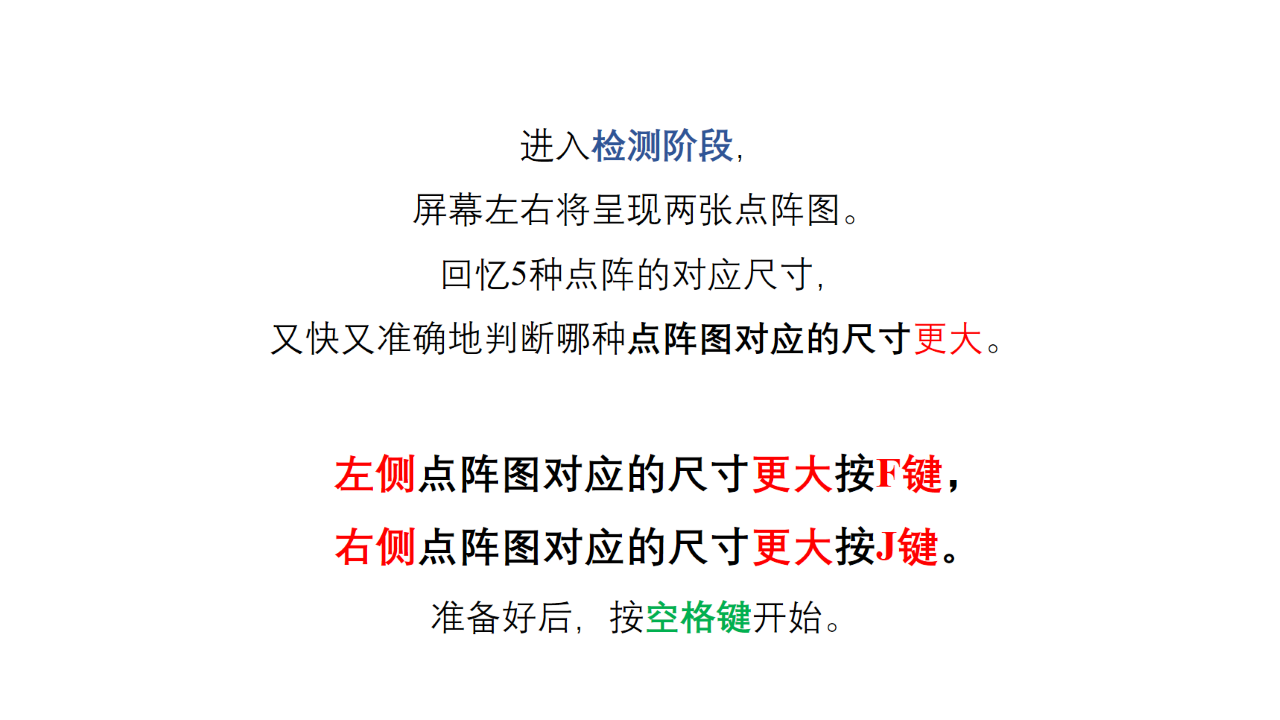 进入检测阶段,
屏幕左右将呈现两张点阵图。
回忆5种点阵的对应尺寸,
又快又准确地判断哪种点阵图对应的尺寸更大。
左侧点阵图对应的尺寸更大按F键，
右侧点阵图对应的尺寸更大按J键。
准备好后，按空格键开始。